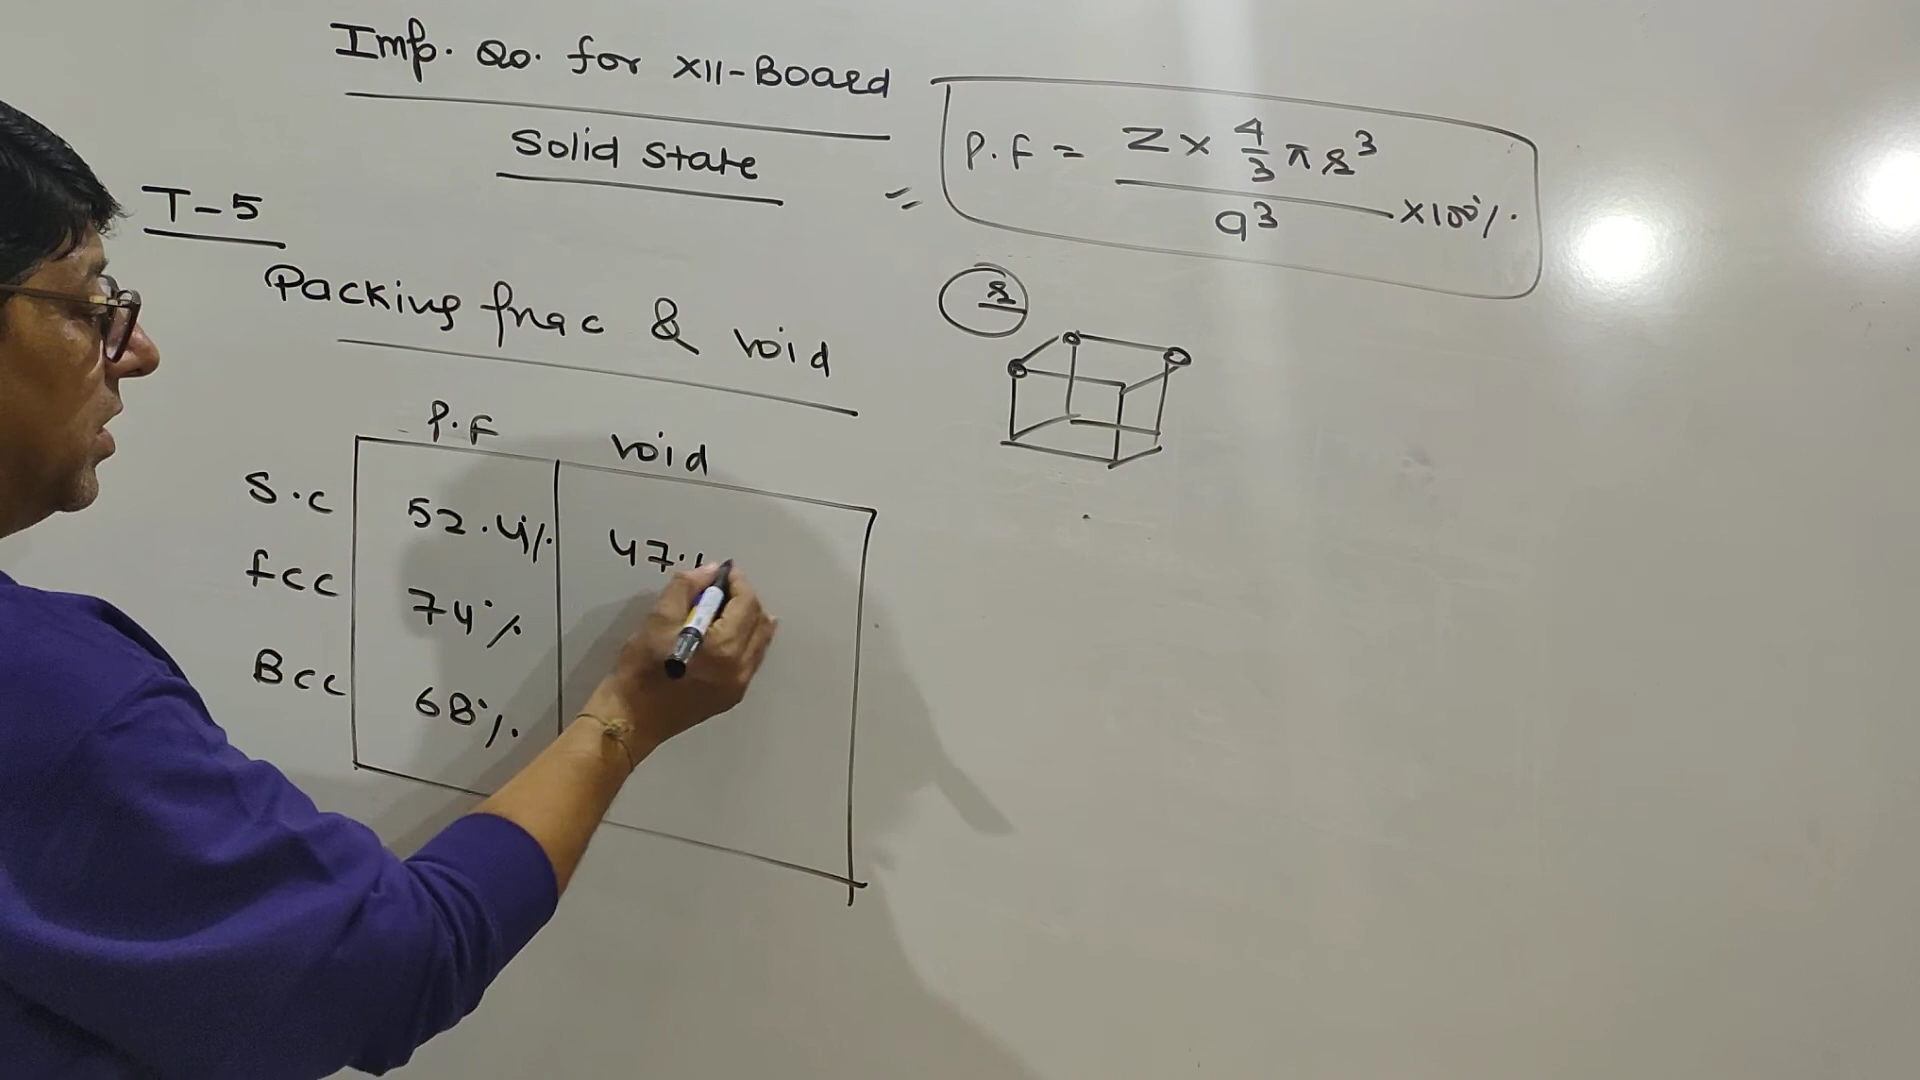 Imp. Qo. for XII-Board
Solid State
T-5
Packing frac & void
P.F = Z × 4/3 π r³ / a³ × 100%.
r
P.F void
S.C 52.4% 47.
fcc 74%
Bcc 68%